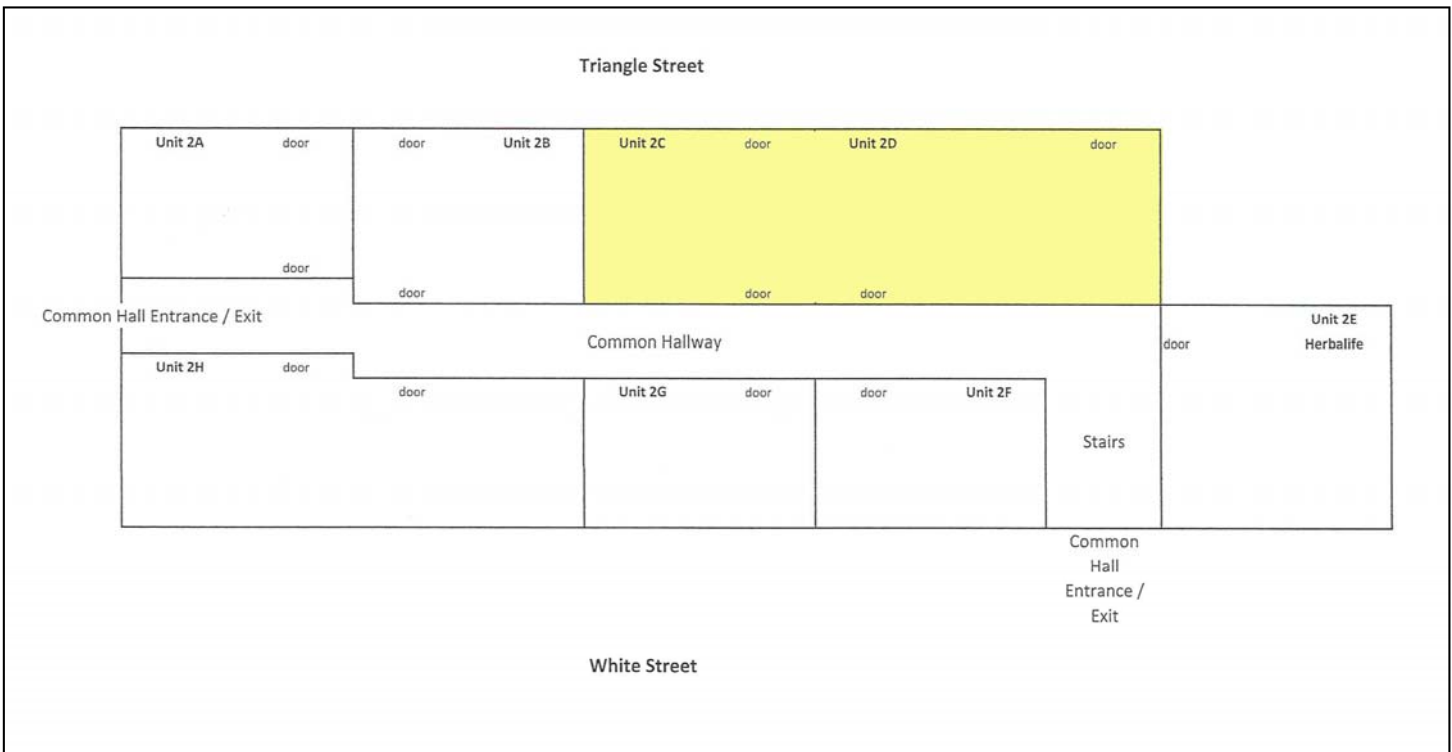 Triangle Street
Unit 2A door door Unit 2B Unit 2C door Unit 2D door
door
door door door
Common Hall Entrance / Exit
Unit 2E
Common Hallway door Herbalife
Unit 2H door
door Unit 2G door door Unit 2F
Stairs
Common
Hall
Entrance /
Exit
White Street